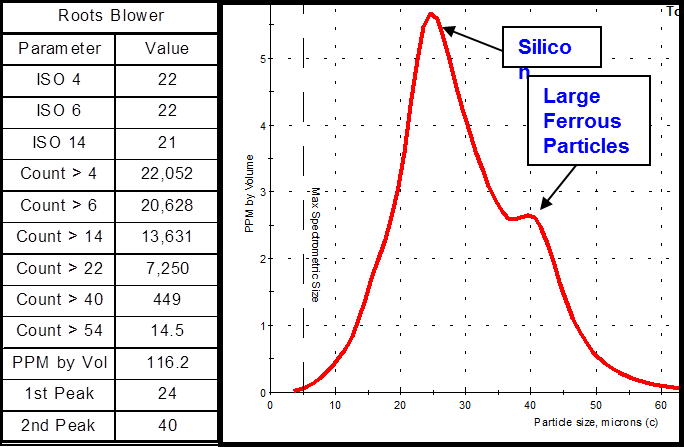 Roots Blower
Parameter Value
ISO 4 22
ISO 6 22
ISO 14 21
Count > 4 22,052
Count > 6 20,628
Count > 14 13,631
Count > 22 7,250
Count > 40 449
Count > 54 14.5
PPM by Vol 116.2
1st Peak 24
2nd Peak 40
To
Silico
n
Large
Ferrous
Particles
PPM by Volume
5
4
3
2
1
0
Max Spectrometric Size
0 10 20 30 40 50 60
Particle size, microns (c)